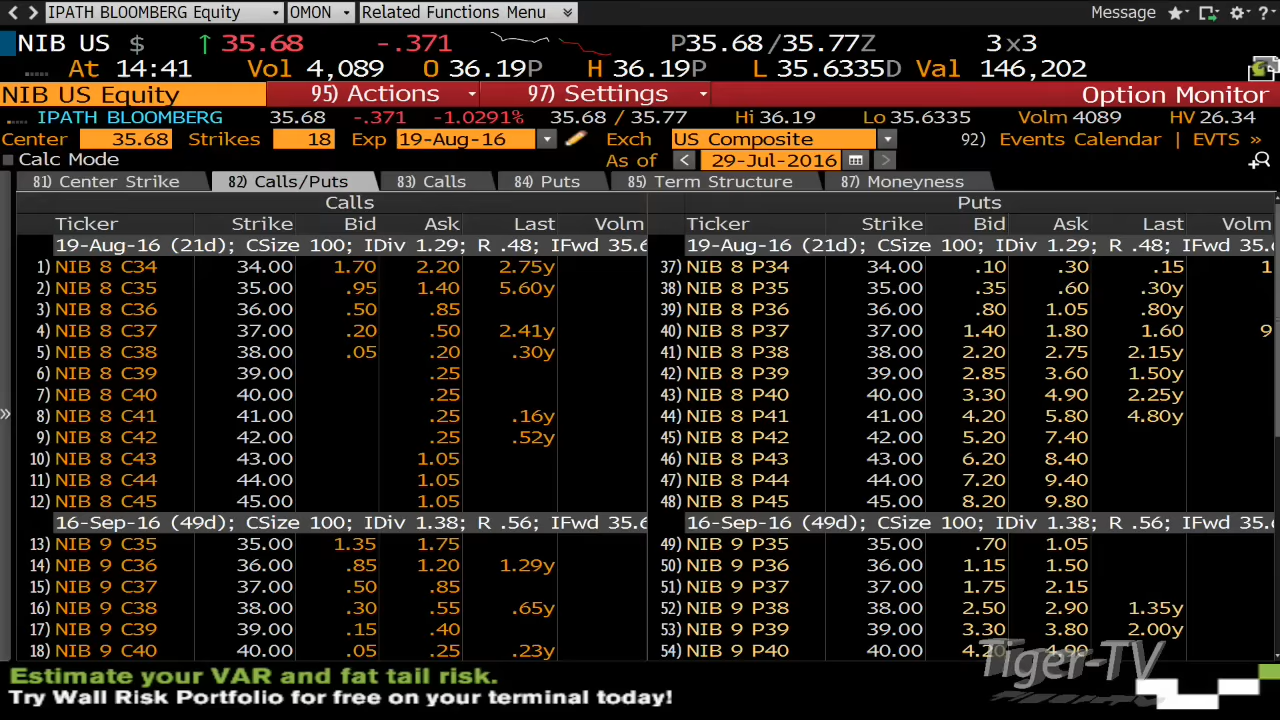 IPATH BLOOMBERG Equity OMON Related Functions Menu Message ?
NIB US $ ↑ 35.68 -.371 P35.68 / 35.77Z 3x3
At 14:41 Vol 4,089 O 36.19P H 36.19P L 35.6335D Val 146,202
NIB US Equity 95) Actions 97) Settings Option Monitor
IPATH BLOOMBERG 35.68 -.371 -1.0291% 35.68 / 35.77 Hi 36.19 Lo 35.6335 Volm 4089 HV 26.34
Center 35.68 Strikes 18 Exp 19-Aug-16 Exch US Composite 92) Events Calendar | EVTS »
Calc Mode As of < 29-Jul-2016 >
81) Center Strike 82) Calls/Puts 83) Calls 84) Puts 85) Term Structure 87) Moneyness
Calls Puts
Ticker Strike Bid Ask Last Volm Ticker Strike Bid Ask Last Volm
19-Aug-16 (21d); CSize 100; IDiv 1.29; R .48; IFwd 35.6 19-Aug-16 (21d); CSize 100; IDiv 1.29; R .48; IFwd 35.6
1) NIB 8 C34 34.00 1.70 2.20 2.75y 37) NIB 8 P34 34.00 .10 .30 .15 1
2) NIB 8 C35 35.00 .95 1.40 5.60y 38) NIB 8 P35 35.00 .35 .60 .30y
3) NIB 8 C36 36.00 .50 .85 39) NIB 8 P36 36.00 .80 1.05 .80y
4) NIB 8 C37 37.00 .20 .50 2.41y 40) NIB 8 P37 37.00 1.40 1.80 1.60 9
5) NIB 8 C38 38.00 .05 .20 .30y 41) NIB 8 P38 38.00 2.20 2.75 2.15y
6) NIB 8 C39 39.00 .25 42) NIB 8 P39 39.00 2.85 3.60 1.50y
7) NIB 8 C40 40.00 .25 43) NIB 8 P40 40.00 3.30 4.90 2.25y
8) NIB 8 C41 41.00 .25 .16y 44) NIB 8 P41 41.00 4.20 5.80 4.80y
9) NIB 8 C42 42.00 .25 .52y 45) NIB 8 P42 42.00 5.20 7.40
10) NIB 8 C43 43.00 1.05 46) NIB 8 P43 43.00 6.20 8.40
11) NIB 8 C44 44.00 1.05 47) NIB 8 P44 44.00 7.20 9.40
12) NIB 8 C45 45.00 1.05 48) NIB 8 P45 45.00 8.20 9.80
16-Sep-16 (49d); CSize 100; IDiv 1.38; R .56; IFwd 35.6 16-Sep-16 (49d); CSize 100; IDiv 1.38; R .56; IFwd 35.6
13) NIB 9 C35 35.00 1.35 1.75 49) NIB 9 P35 35.00 .70 1.05
14) NIB 9 C36 36.00 .85 1.20 1.29y 50) NIB 9 P36 36.00 1.15 1.50
15) NIB 9 C37 37.00 .50 .85 51) NIB 9 P37 37.00 1.75 2.15
16) NIB 9 C38 38.00 .30 .55 .65y 52) NIB 9 P38 38.00 2.50 2.90 1.35y
17) NIB 9 C39 39.00 .15 .40 53) NIB 9 P39 39.00 3.30 3.80 2.00y
18) NIB 9 C40 40.00 .05 .25 .23y 54) NIB 9 P40 40.00 4.20 4.90
Tiger-TV
Estimate your VAR and fat tail risk.
Try Wall Risk Portfolio for free on your terminal today!